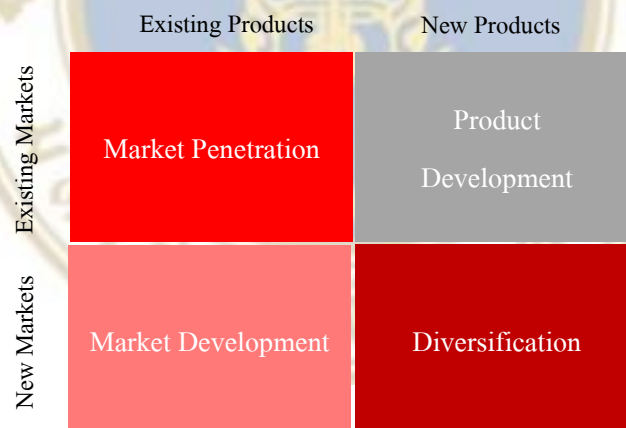 Existing Products
New Products
Existing Markets
Market Penetration
Product
Development
New Markets
Market Development
Diversification